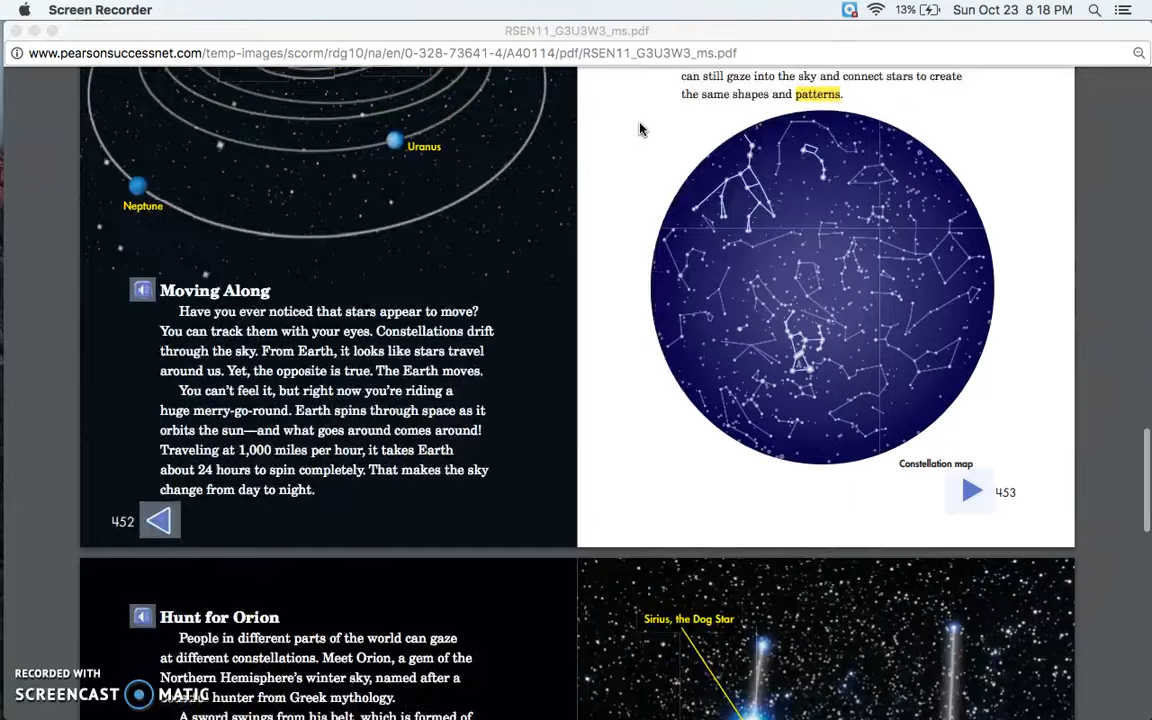 Screen Recorder
13%
Sun Oct 23 8:18 PM
RSEN11_G3U3W3_ms.pdf
www.pearsonsuccessnet.com/temp-images/scorm/rdg10/na/en/0-328-73641-4/A40114/pdf/RSEN11_G3U3W3_ms.pdf
Uranus
Neptune
Moving Along
Have you ever noticed that stars appear to move?
You can track them with your eyes. Constellations drift
through the sky. From Earth, it looks like stars travel
around us. Yet, the opposite is true. The Earth moves.
You can't feel it, but right now you're riding a
huge merry-go-round. Earth spins through space as it
orbits the sun—and what goes around comes around!
Traveling at 1,000 miles per hour, it takes Earth
about 24 hours to spin completely. That makes the sky
change from day to night.
452
can still gaze into the sky and connect stars to create
the same shapes and patterns.
Constellation map
453
Hunt for Orion
People in different parts of the world can gaze
at different constellations. Meet Orion, a gem of the
Northern Hemisphere's winter sky, named after a
hunter from Greek mythology.
A sword swings from his belt, which is formed of
Sirius, the Dog Star
RECORDED WITH
SCREENCAST MATIC